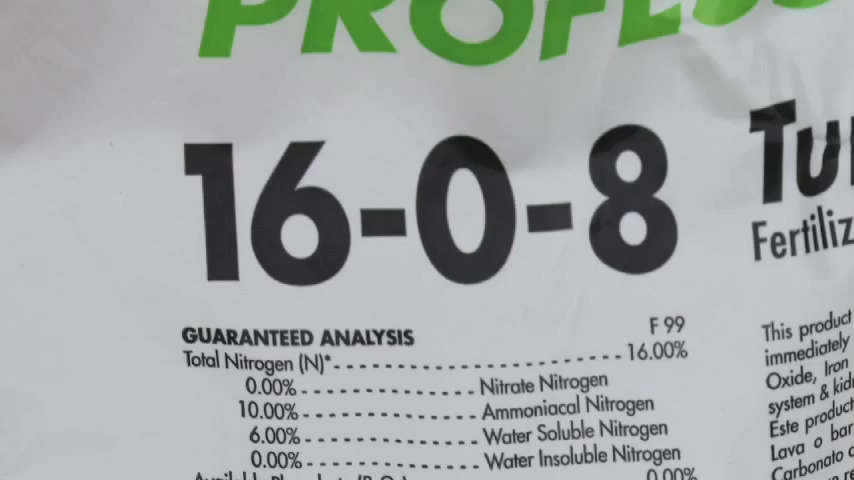 16-0-8
Tu
Fertiliz
GUARANTEED ANALYSIS
F 99
Total Nitrogen (N)* 16.00%
0.00% Nitrate Nitrogen
10.00% Ammoniacal Nitrogen
6.00% Water Soluble Nitrogen
0.00% Water Insoluble Nitrogen
0.00%
This product
immediately
Oxide, Iron
system & kid
Este product
Lava o bar
Carbonato